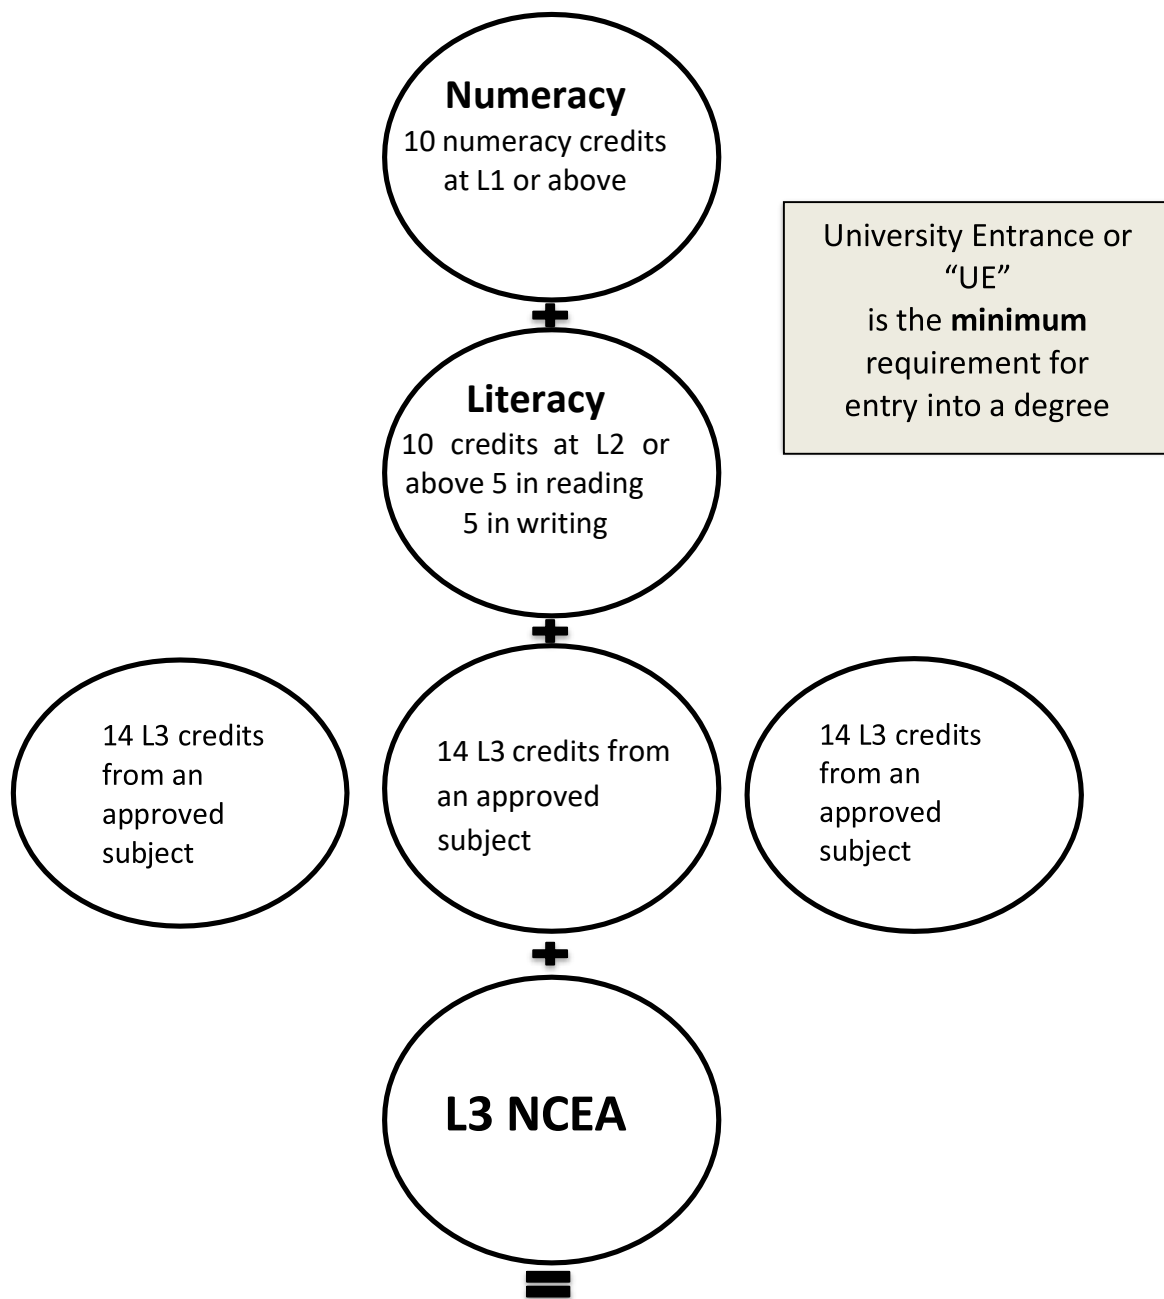 Numeracy
10 numeracy credits
at L1 or above
University Entrance or
“UE”
is the minimum
requirement for
entry into a degree
+
Literacy
10 credits at L2 or
above 5 in reading
5 in writing
+
14 L3 credits
from an
approved
subject
14 L3 credits from
an approved
subject
14 L3 credits
from an
approved
subject
+
L3 NCEA
=